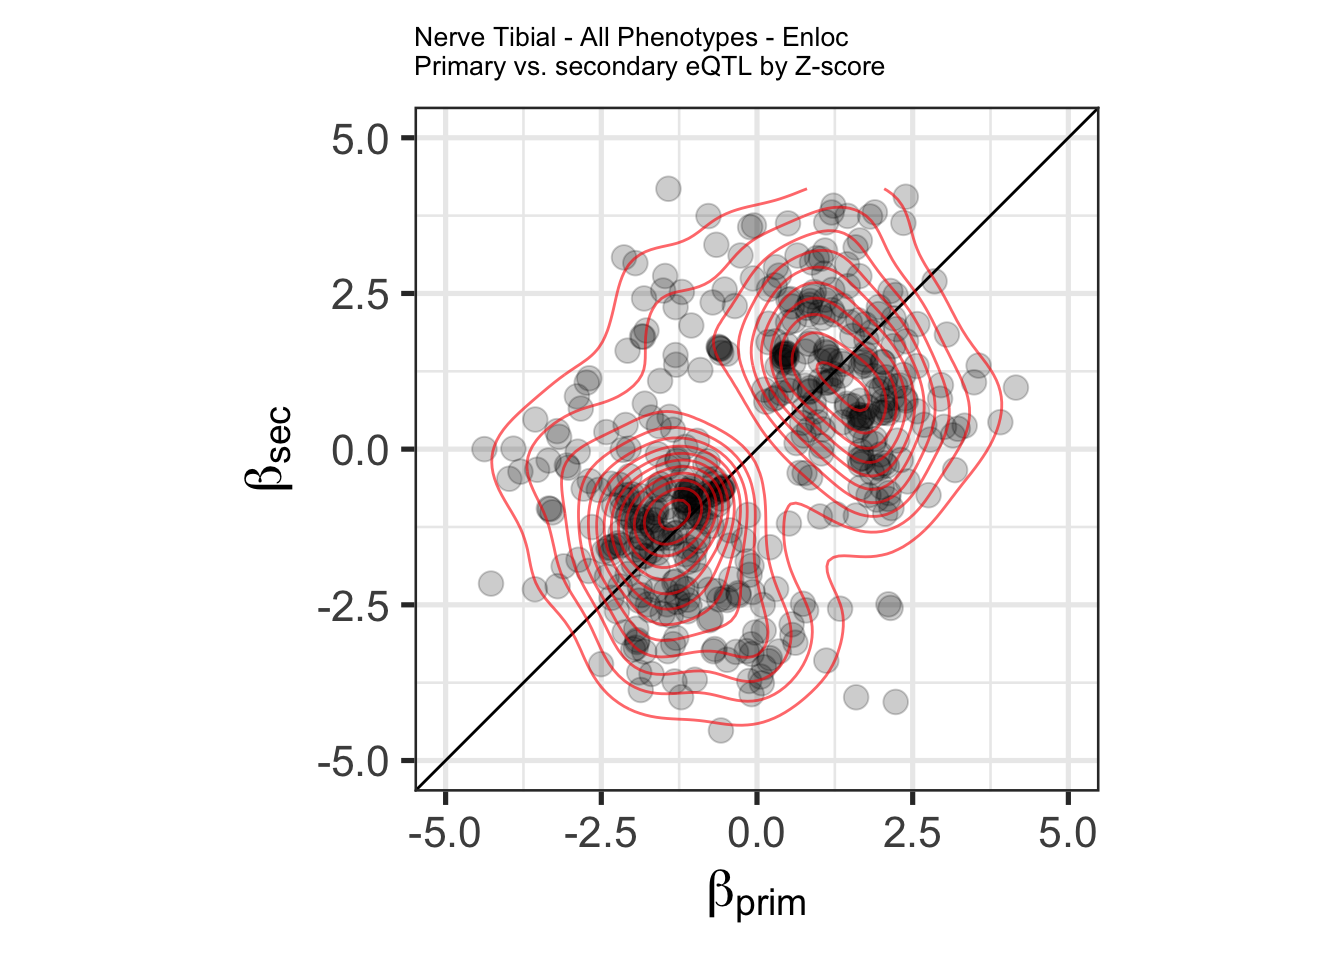 Nerve Tibial - All Phenotypes - Enloc
Primary vs. secondary eQTL by Z-score
5.0
2.5
0.0
-2.5
-5.0
βsec
-5.0 -2.5 0.0 2.5 5.0
βprim